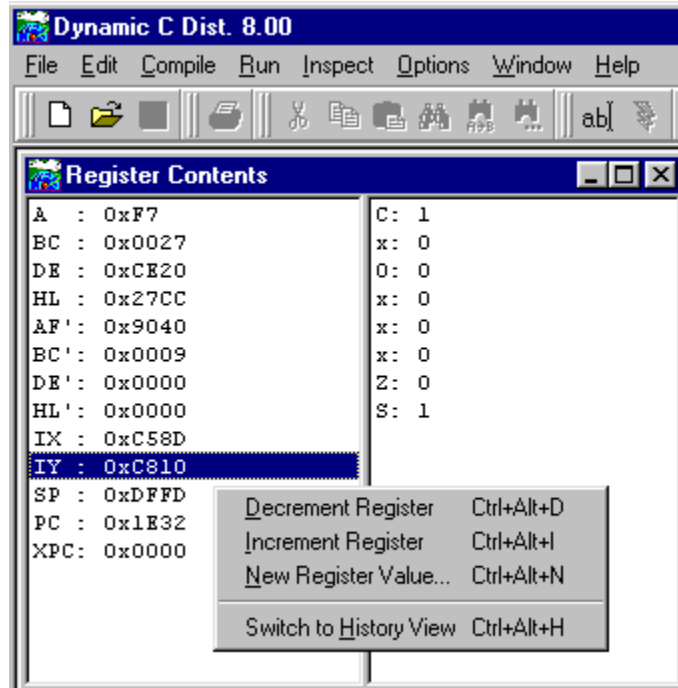 Dynamic C Dist. 8.00
File Edit Compile Run Inspect Options Window Help
ab
Register Contents
A : 0xF7
BC : 0x0027
DE : 0xCE20
HL : 0x27CC
AF': 0x9040
BC': 0x0009
DE': 0x0000
HL': 0x0000
IX : 0xC58D
IY : 0xC810
SP : 0xDFFD
PC : 0x1E32
XPC: 0x0000
C: 1
x: 0
O: 0
x: 0
x: 0
x: 0
Z: 0
S: 1
Decrement Register Ctrl+Alt+D
Increment Register Ctrl+Alt+I
New Register Value... Ctrl+Alt+N
Switch to History View Ctrl+Alt+H